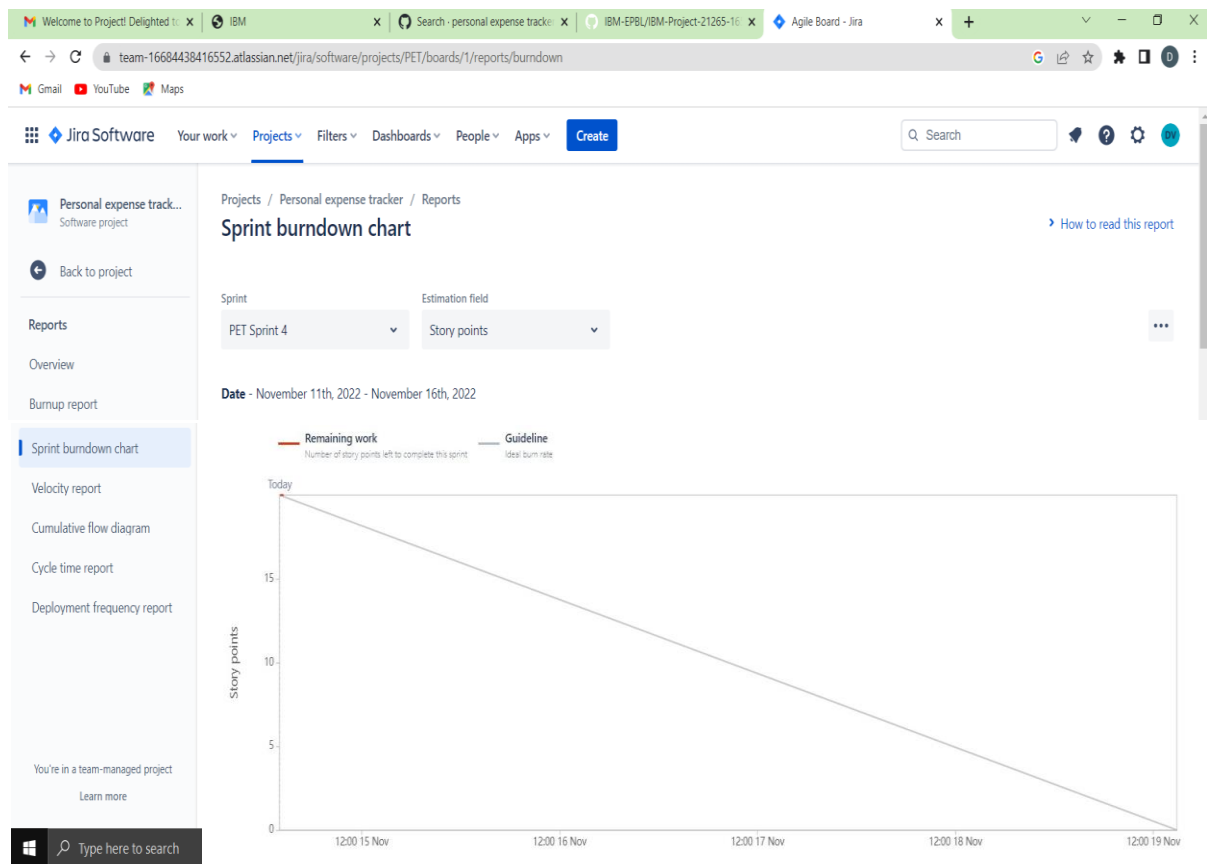 Welcome to Project! Delighted to
IBM
Search · personal expense tracker
IBM-EPBL/IBM-Project-21265-16
Agile Board - Jira
team-16684438416552.atlassian.net/jira/software/projects/PET/boards/1/reports/burndown
D
Gmail YouTube Maps
Jira Software Your work Projects Filters Dashboards People Apps Create Search DV
Personal expense track...
Software project
Back to project
Reports
Overview
Burnup report
Sprint burndown chart
Velocity report
Cumulative flow diagram
Cycle time report
Deployment frequency report
You're in a team-managed project
Learn more
Projects / Personal expense tracker / Reports
Sprint burndown chart
How to read this report
Sprint Estimation field
PET Sprint 4 Story points
Date - November 11th, 2022 - November 16th, 2022
Remaining work Guideline
Number of story points left to complete this sprint Ideal burn rate
Today
15
10
5
0
Story points
12:00 15 Nov 12:00 16 Nov 12:00 17 Nov 12:00 18 Nov 12:00 19 Nov
Type here to search